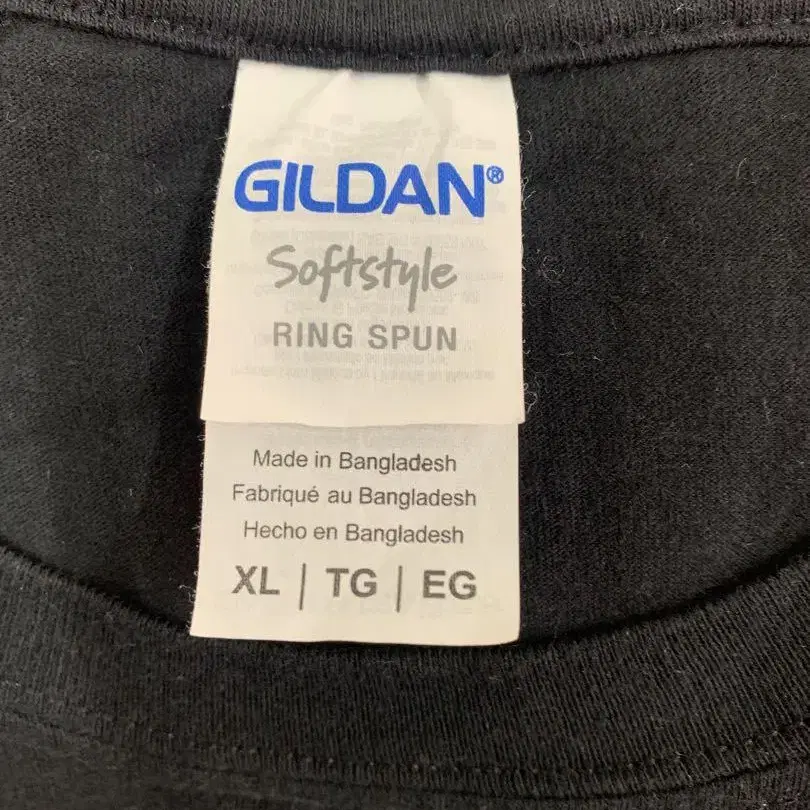 GILDAN®
Softstyle
RING SPUN
Made in Bangladesh
Fabriqué au Bangladesh
Hecho en Bangladesh
XL | TG | EG